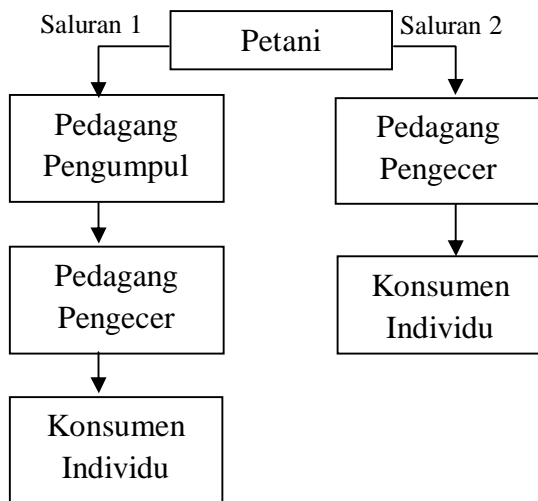 Saluran 1
Petani
Saluran 2
Pedagang
Pengumpul
Pedagang
Pengecer
Konsumen
Individu
Pedagang
Pengecer
Konsumen
Individu